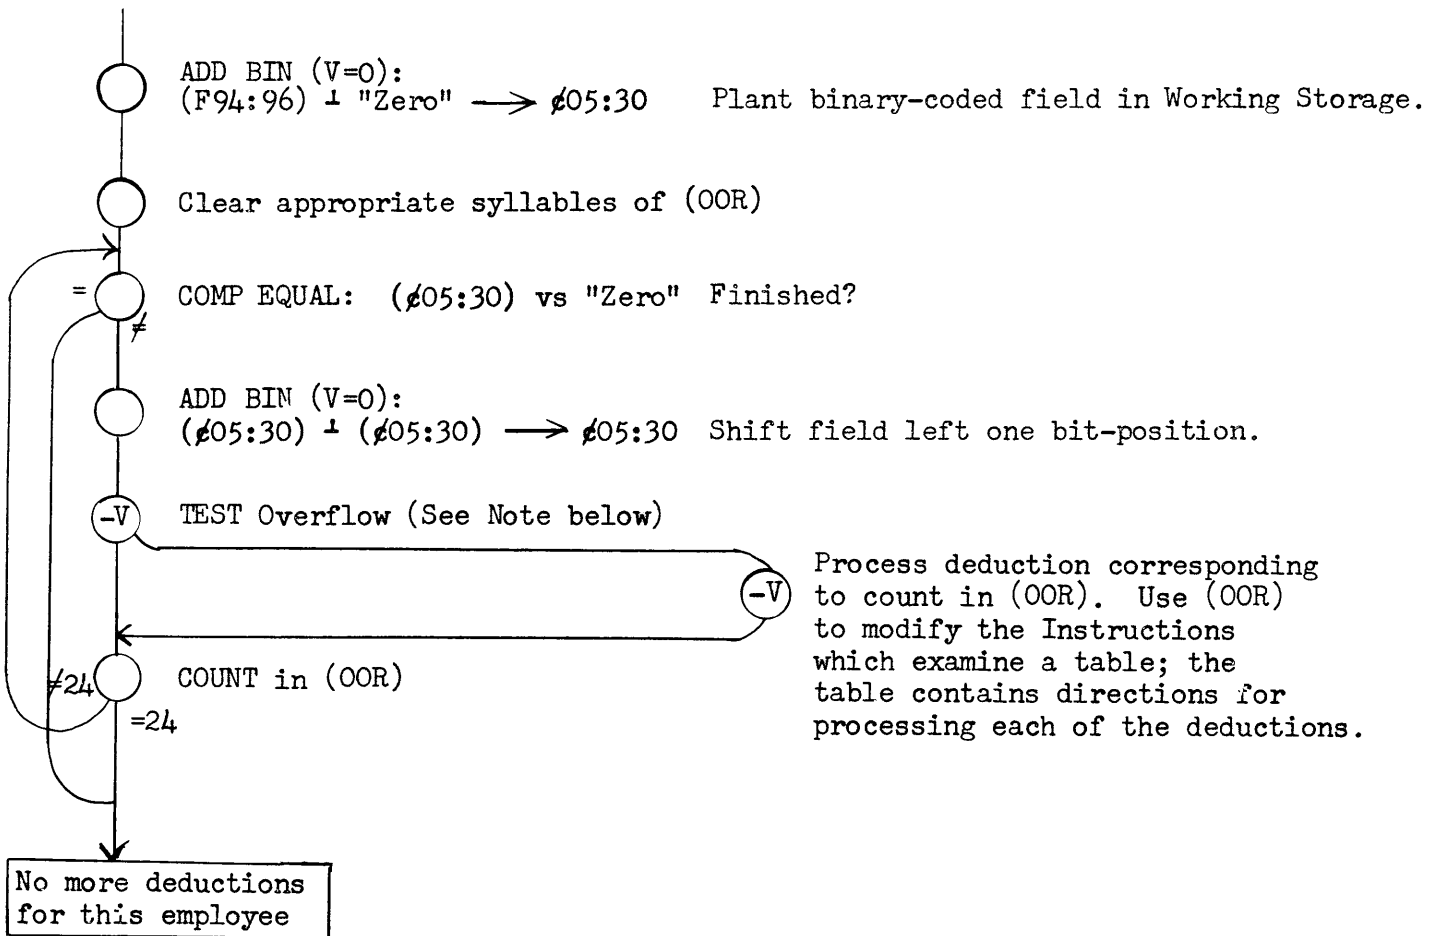 ADD BIN (V=0):
(F94:96) ⊥ "Zero" → ¢05:30 Plant binary-coded field in Working Storage.
Clear appropriate syllables of (OOR)
= COMP EQUAL: (¢05:30) vs "Zero" Finished?
≠
ADD BIN (V=0):
(¢05:30) ⊥ (¢05:30) → ¢05:30 Shift field left one bit-position.
-V TEST Overflow (See Note below)
-V
Process deduction corresponding
to count in (OOR). Use (OOR)
to modify the Instructions
which examine a table; the
table contains directions for
processing each of the deductions.
≠24 COUNT in (OOR)
=24
No more deductions
for this employee